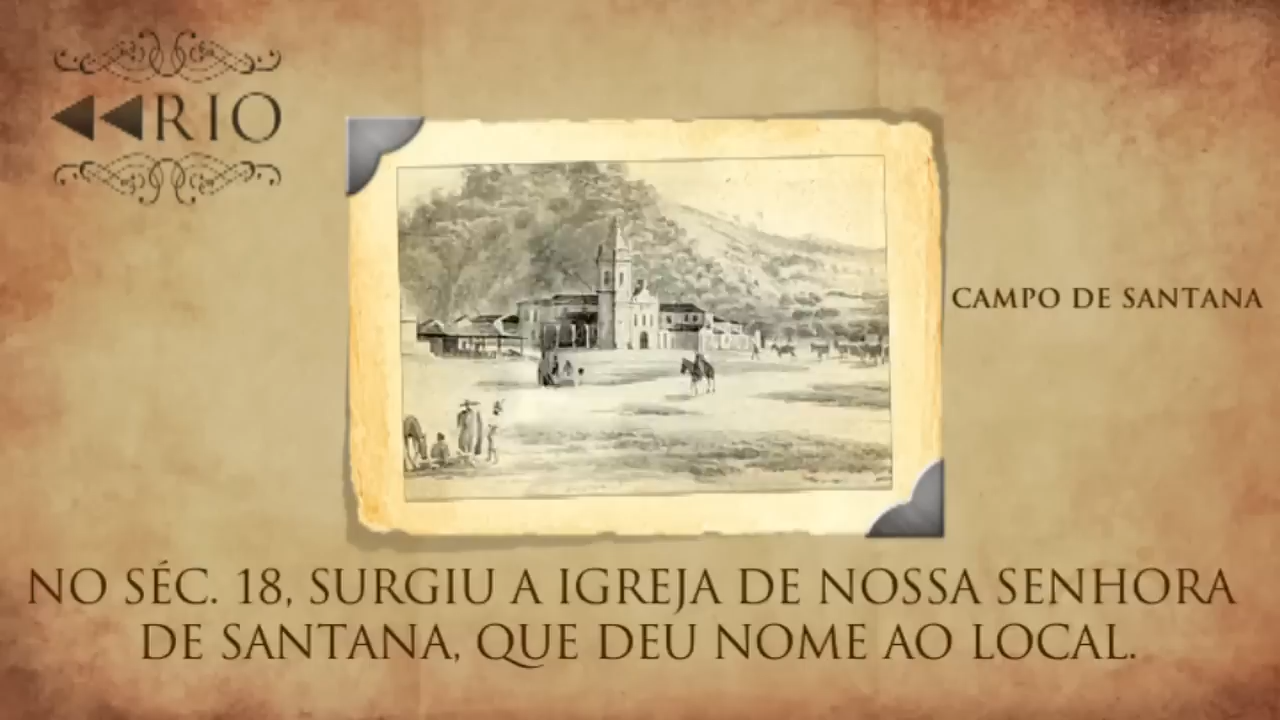 RIO
CAMPO DE SANTANA
NO SÉC. 18, SURGIU A IGREJA DE NOSSA SENHORA
DE SANTANA, QUE DEU NOME AO LOCAL.